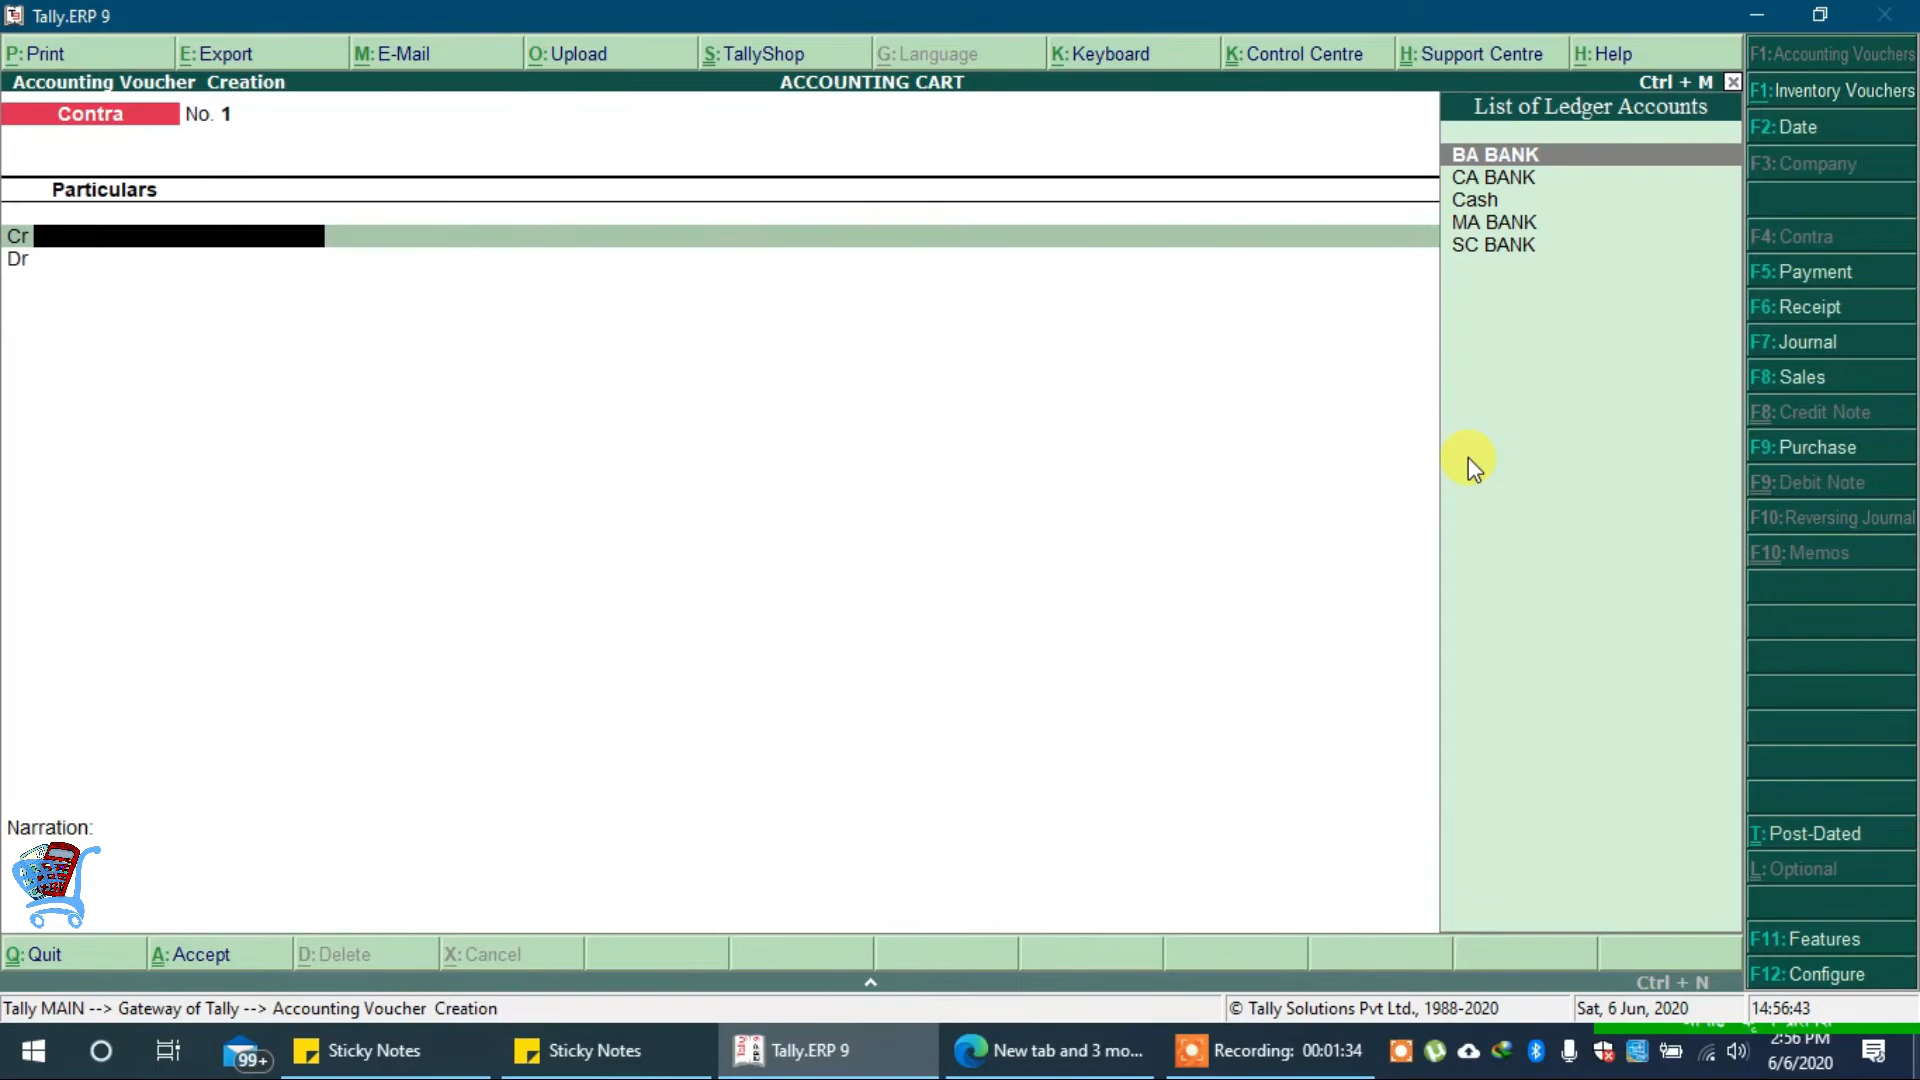 Tally.ERP 9
P: Print
E: Export
M: E-Mail
O: Upload
S: TallyShop
G: Language
K: Keyboard
K: Control Centre
H: Support Centre
H: Help
Accounting Voucher Creation
ACCOUNTING CART
Ctrl + M
Contra No. 1
Particulars
Cr
Dr
List of Ledger Accounts
BA BANK
CA BANK
Cash
MA BANK
SC BANK
F1: Accounting Vouchers
F1: Inventory Vouchers
F2: Date
F3: Company
F4: Contra
F5: Payment
F6: Receipt
F7: Journal
F8: Sales
F8: Credit Note
F9: Purchase
F9: Debit Note
F10: Reversing Journal
F10: Memos
T: Post-Dated
L: Optional
F11: Features
F12: Configure
Narration:
Q: Quit
A: Accept
D: Delete
X: Cancel
Ctrl + N
Tally MAIN --> Gateway of Tally --> Accounting Voucher Creation
© Tally Solutions Pvt Ltd., 1988-2020
Sat, 6 Jun, 2020
14:56:43
99+
Sticky Notes
Sticky Notes
Tally.ERP 9
New tab and 3 mo...
Recording: 00:01:34
2:56 PM
6/6/2020